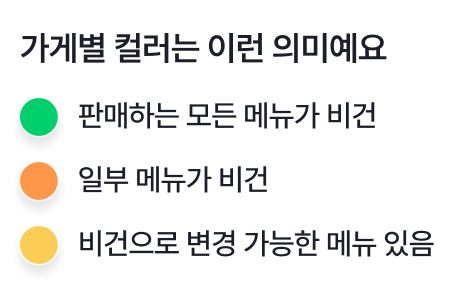 가게별 컬러는 이런 의미예요
판매하는 모든 메뉴가 비건
일부 메뉴가 비건
비건으로 변경 가능한 메뉴 있음